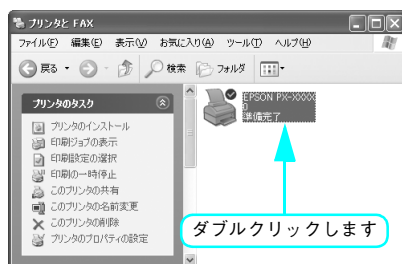 プリンタと FAX
ファイル(F) 編集(E) 表示(V) お気に入り(A) ツール(T) ヘルプ(H)
戻る 検索 フォルダ
プリンタのタスク
プリンタのインストール
印刷ジョブの表示
印刷設定の選択
印刷の一時停止
このプリンタの共有
このプリンタの名前変更
このプリンタの削除
プリンタのプロパティの設定
EPSON PX-XXXX
0
準備完了
ダブルクリックします